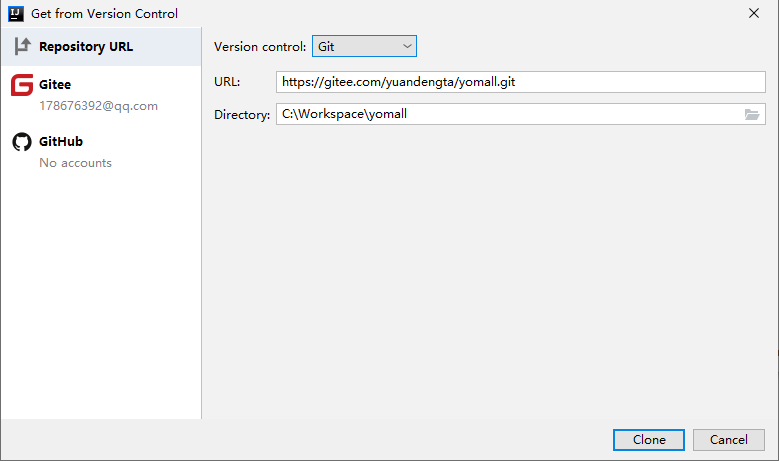 IJ
Get from Version Control
Repository URL
Gitee
178676392@qq.com
GitHub
No accounts
Version control: Git
URL: https://gitee.com/yuandengta/yomall.git
Directory: C:\Workspace\yomall
Clone
Cancel